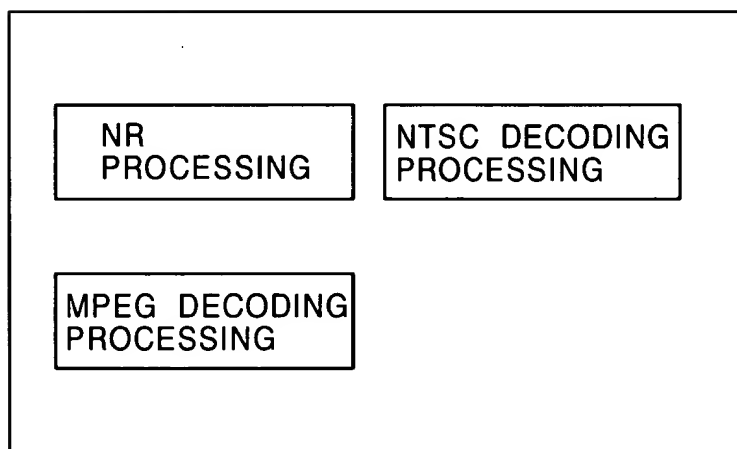 NR
PROCESSING
NTSC DECODING
PROCESSING
MPEG DECODING
PROCESSING